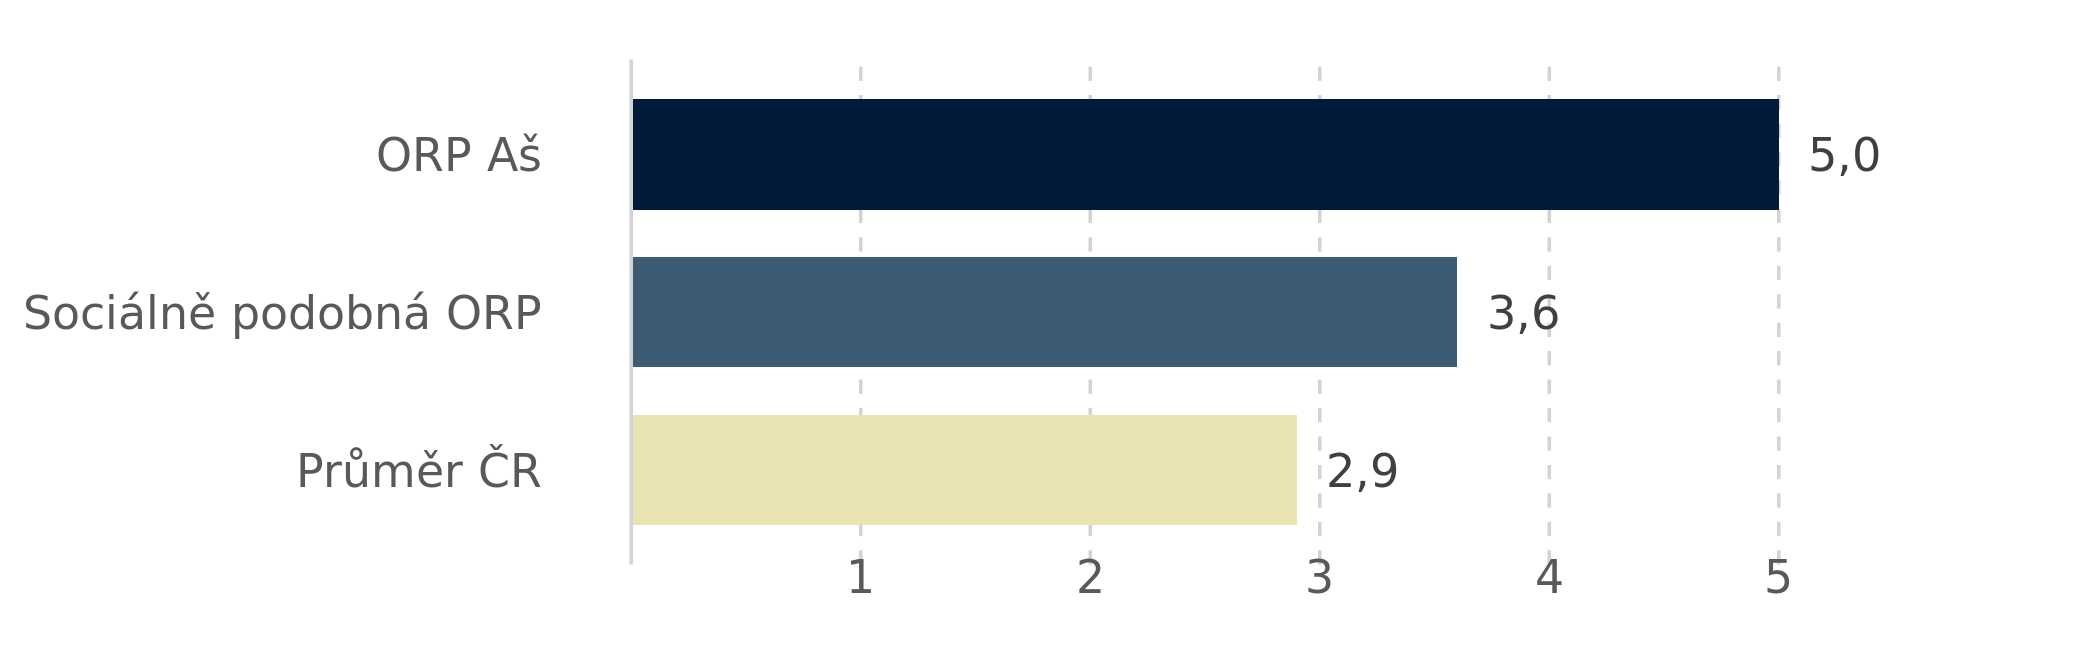 ORP Aš 5,0
Sociálně podobná ORP 3,6
Průměr ČR 2,9
1 2 3 4 5